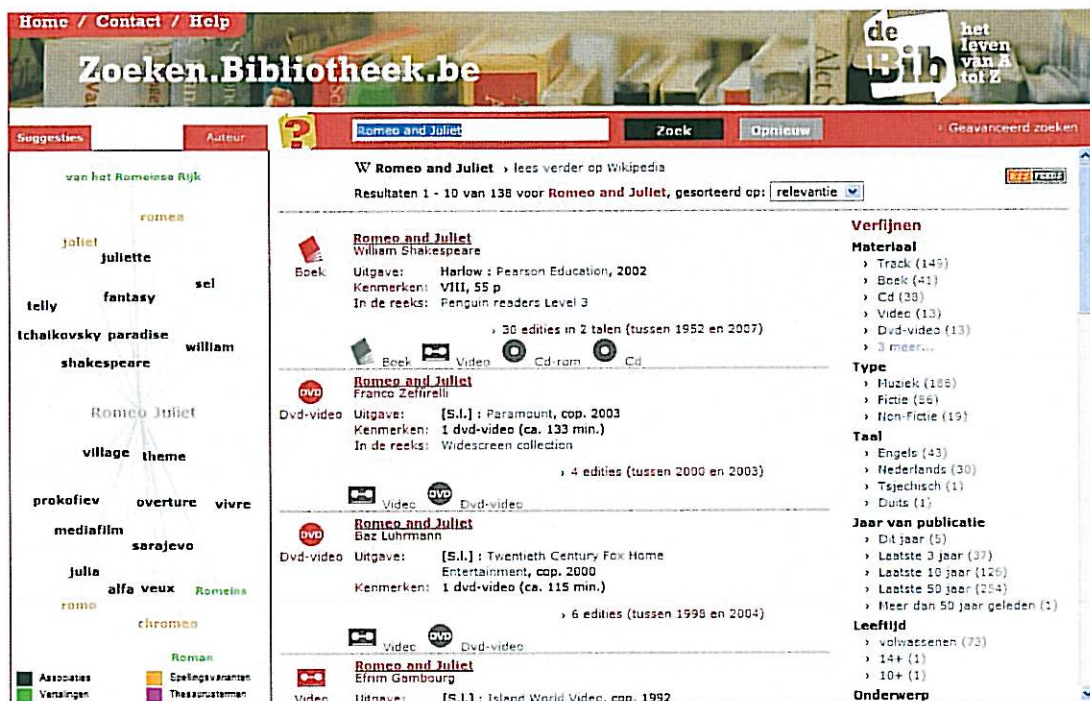 Home / Contact / Help
Zoeken.Bibliotheek.be
de Bib
het
leven
van A
tot Z
Suggesties
Auteur
?
Romeo and Juliet
Zoek
Opnieuw
› Geavanceerd zoeken
van het Romeinse Rijk
romea
joliet
juliette
sel
fantasy
telly
tchaikovsky paradise
william
shakespeare
Romeo Juliet
village theme
prokofiev overture vivre
mediafilm
sarajevo
julia
alfa veux Romeins
romo
chromeo
Roman
Associaties
Spellingsvarianten
Vertalingen
Thesaurustermen
W Romeo and Juliet › lees verder op Wikipedia
Resultaten 1 - 10 van 138 voor Romeo and Juliet, gesorteerd op: relevantie
RSS FEEDS
Boek
Romeo and Juliet
William Shakespeare
Uitgave: Harlow : Pearson Education, 2002
Kenmerken: VIII, 55 p
In de reeks: Penguin readers Level 3
› 30 edities in 2 talen (tussen 1952 en 2007)
Boek Video Cd-rom Cd
DVD
Dvd-video
Romeo and Juliet
Franco Zeffirelli
Uitgave: [S.l.] : Paramount, cop. 2003
Kenmerken: 1 dvd-video (ca. 133 min.)
In de reeks: Widescreen collection
› 4 edities (tussen 2000 en 2003)
Video DVD Dvd-video
DVD
Dvd-video
Romeo and Juliet
Baz Luhrmann
Uitgave: [S.l.] : Twentieth Century Fox Home
Entertainment, cop. 2000
Kenmerken: 1 dvd-video (ca. 115 min.)
› 6 edities (tussen 1998 en 2004)
Video DVD Dvd-video
Video
Romeo and Juliet
Efrim Gambourg
Uitgave: [S.l.] : Island World Video, cop. 1992
Verfijnen
Materiaal
› Track (149)
› Boek (41)
› Cd (38)
› Video (13)
› Dvd-video (13)
› 3 meer...
Type
› Muziek (188)
› Fictie (56)
› Non-Fictie (19)
Taal
› Engels (43)
› Nederlands (30)
› Tsjechisch (1)
› Duits (1)
Jaar van publicatie
› Dit jaar (5)
› Laatste 3 jaar (37)
› Laatste 10 jaar (126)
› Laatste 50 jaar (254)
› Meer dan 50 jaar geleden (1)
Leeftijd
› volwassenen (73)
› 14+ (1)
› 10+ (1)
Onderwerp